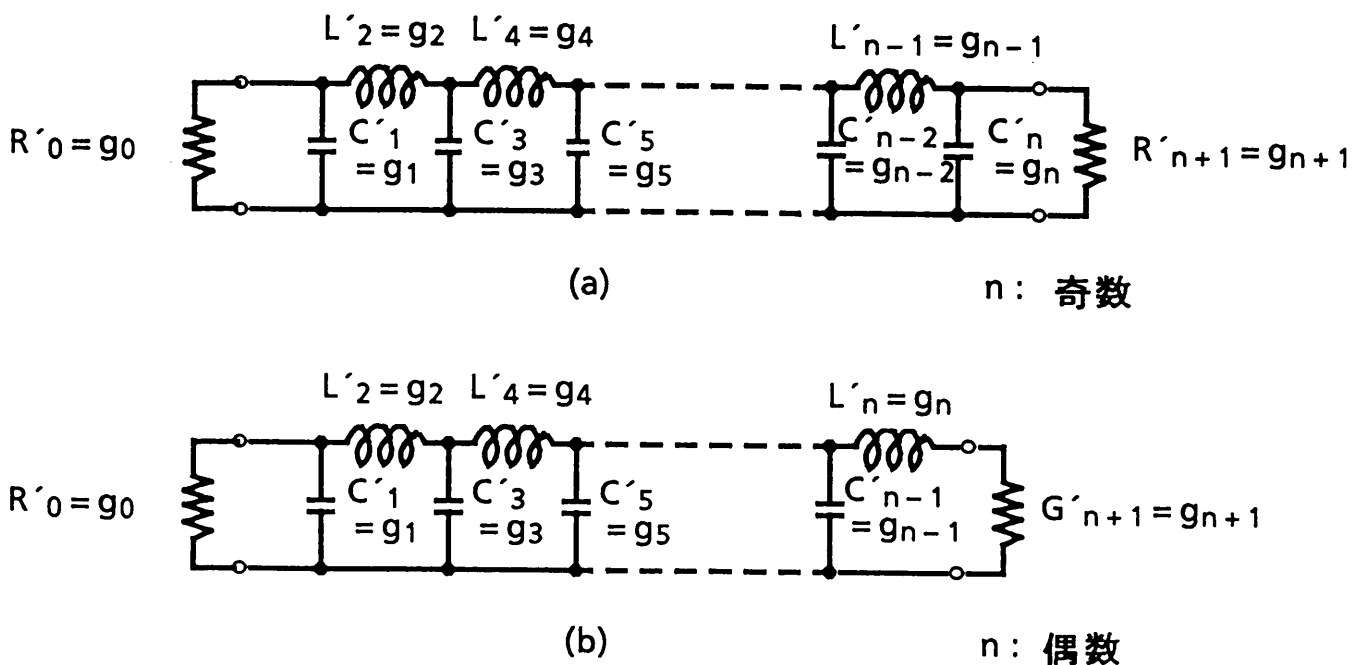 L´2=g2 L´4=g4 L´n−1=gn−1
R´0=g0 C´1 C´3 C´5 C´n−2 C´n R´n+1=gn+1
=g1 =g3 =g5 =gn−2 =gn
(a) n: 奇数
L´2=g2 L´4=g4 L´n=gn
R´0=g0 C´1 C´3 C´5 C´n−1 G´n+1=gn+1
=g1 =g3 =g5 =gn−1
(b) n: 偶数